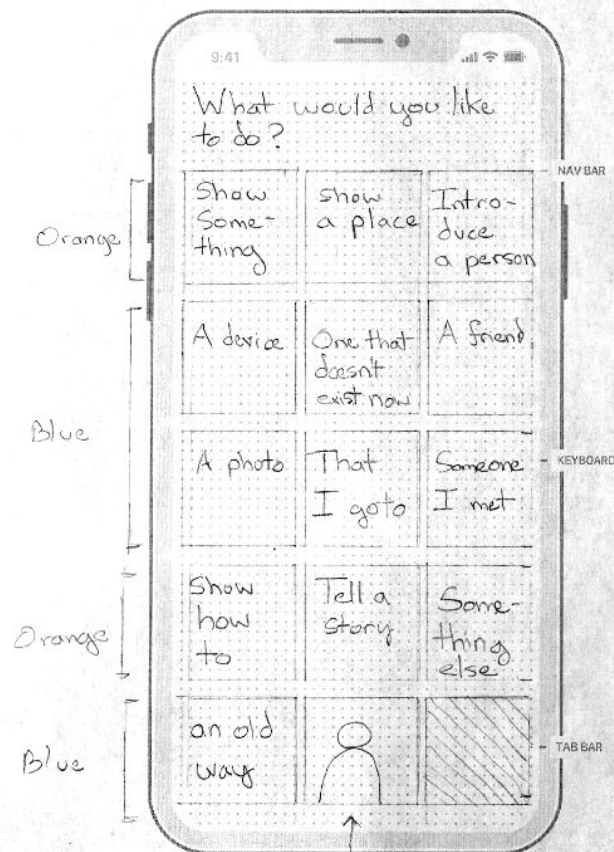 9:41
What would you like
to do?
NAV BAR
Orange
Show
Some-
thing
show
a place
Intro-
duce
a person
Blue
A device
One that
doesn't
exist now
A friend
KEYBOARD
A photo
That
I go to
Someone
I met
Orange
Show
how
to
Tell a
story
Some-
thing
else
Blue
an old
way
TAB BAR